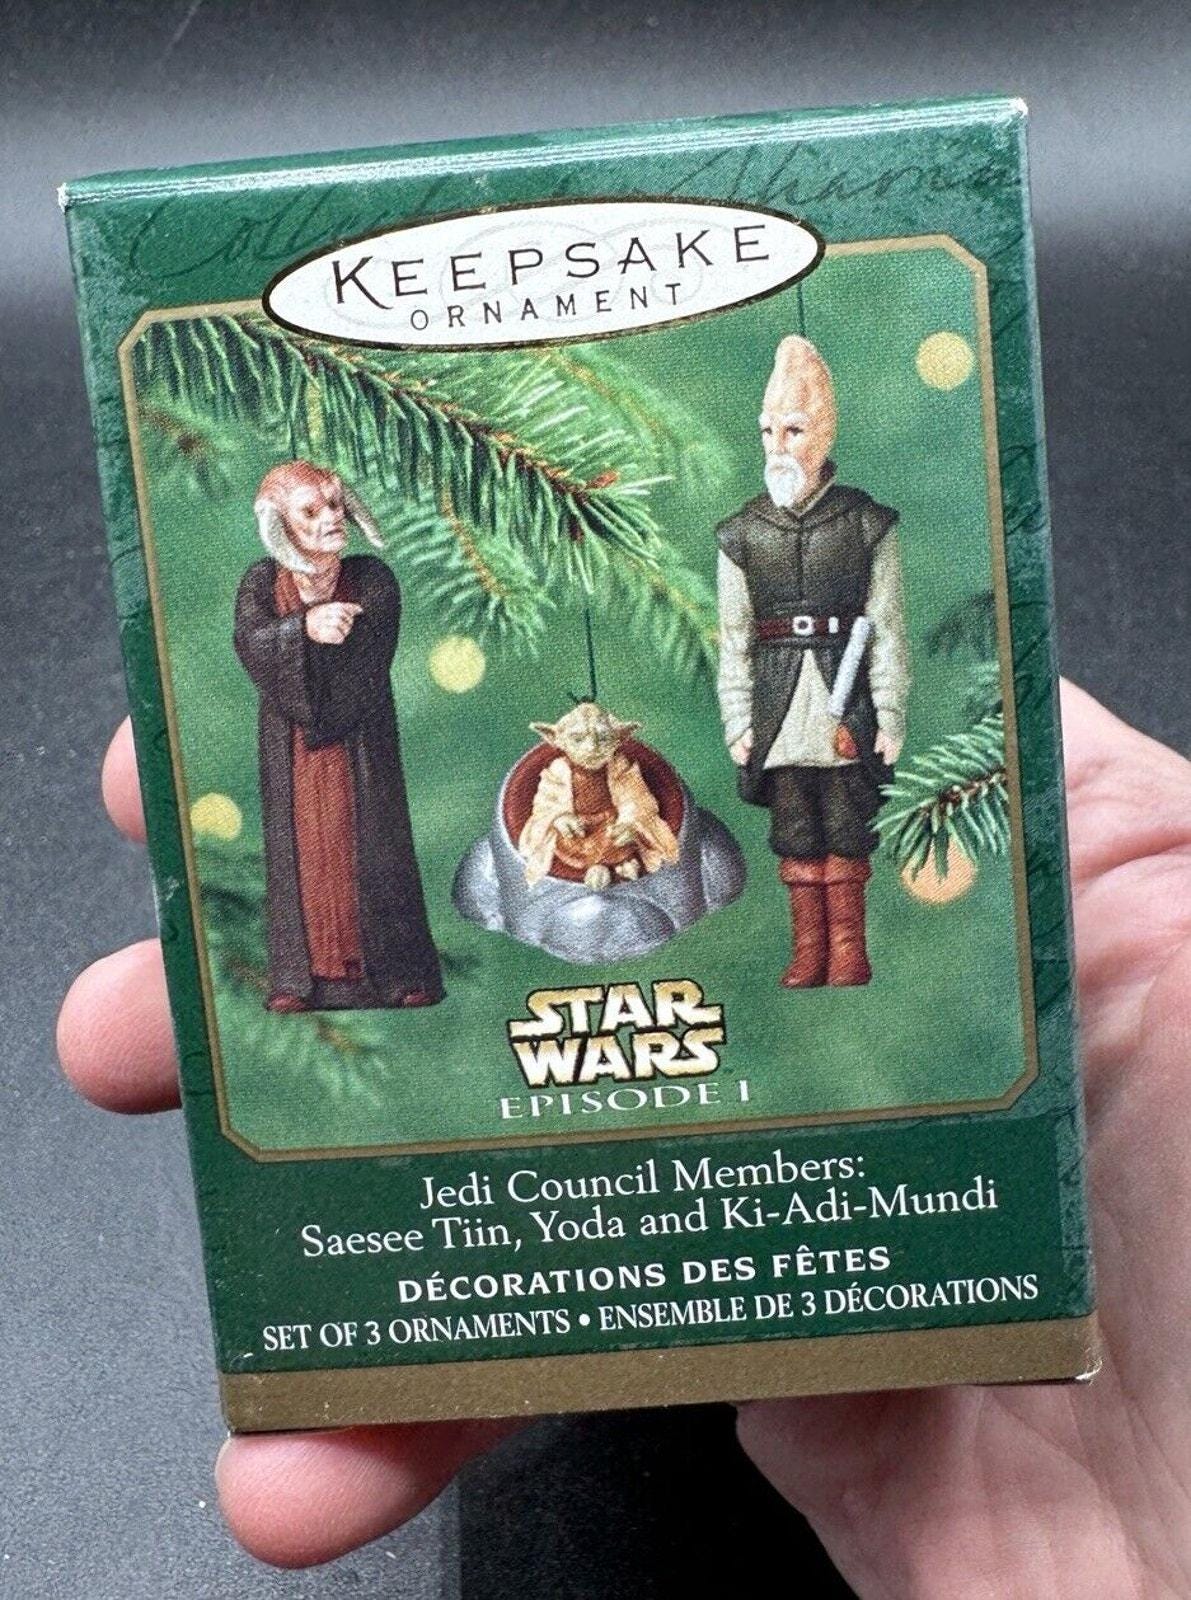 KEEPSAKE
ORNAMENT
STAR
WARS
EPISODE I
Jedi Council Members:
Saesee Tiin, Yoda and Ki-Adi-Mundi
DÉCORATIONS DES FÊTES
SET OF 3 ORNAMENTS • ENSEMBLE DE 3 DÉCORATIONS